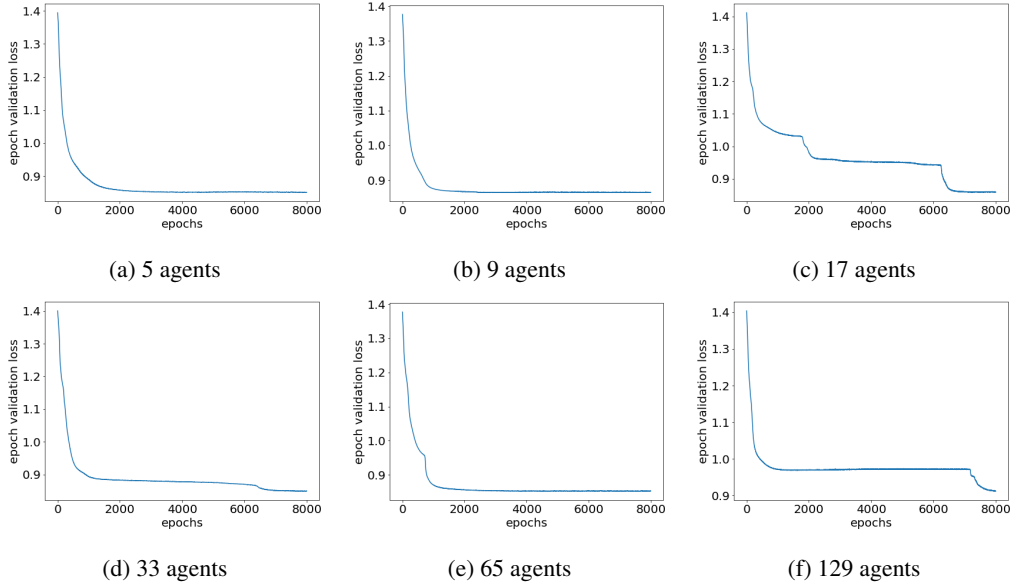 1.4
1.3
1.2
1.1
1.0
0.9
epoch validation loss
0 2000 4000 6000 8000
epochs
(a) 5 agents
1.4
1.3
1.2
1.1
1.0
0.9
epoch validation loss
0 2000 4000 6000 8000
epochs
(b) 9 agents
1.4
1.3
1.2
1.1
1.0
0.9
epoch validation loss
0 2000 4000 6000 8000
epochs
(c) 17 agents
1.4
1.3
1.2
1.1
1.0
0.9
epoch validation loss
0 2000 4000 6000 8000
epochs
(d) 33 agents
1.4
1.3
1.2
1.1
1.0
0.9
epoch validation loss
0 2000 4000 6000 8000
epochs
(e) 65 agents
1.4
1.3
1.2
1.1
1.0
0.9
epoch validation loss
0 2000 4000 6000 8000
epochs
(f) 129 agents